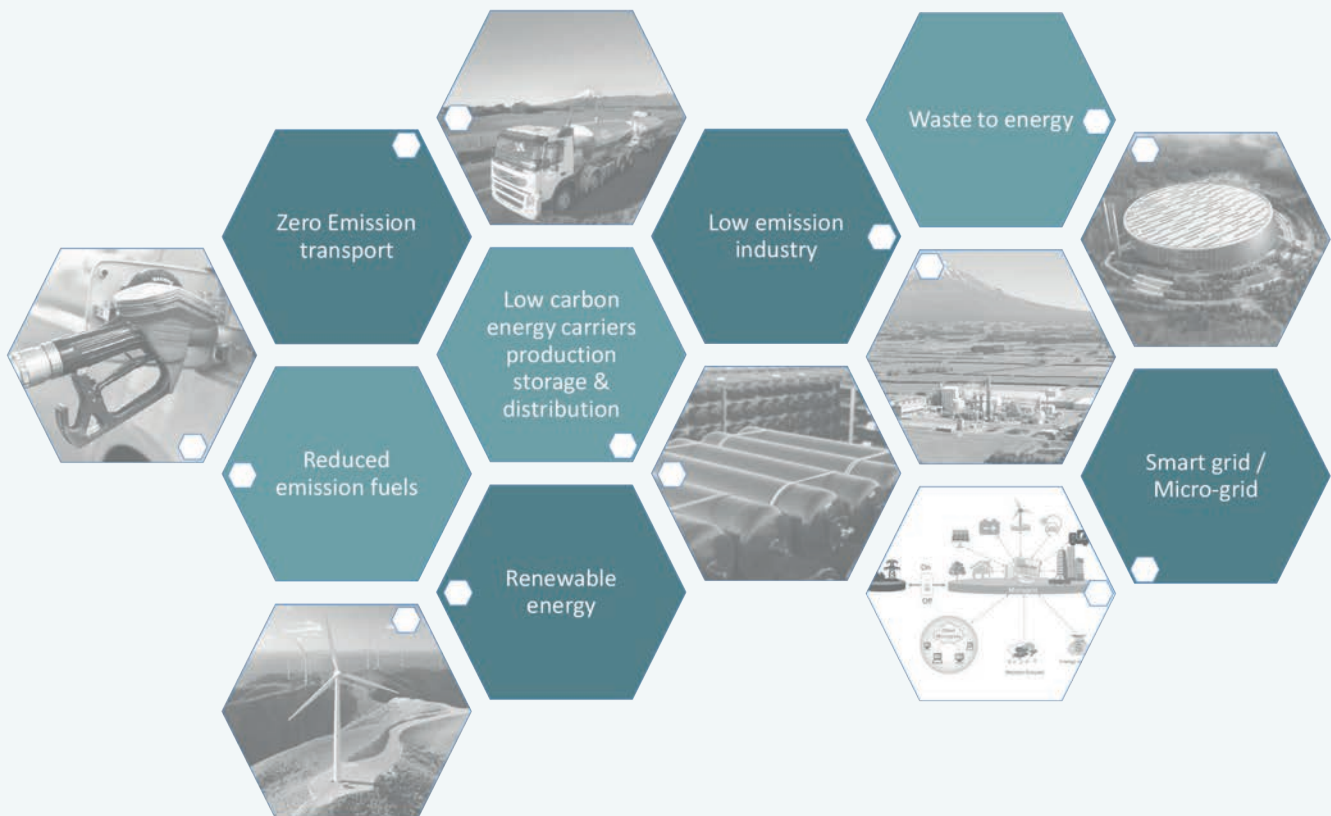 Waste to energy
Zero Emission
transport
Low emission
industry
Low carbon
energy carriers
production
storage &
distribution
Reduced
emission fuels
Smart grid /
Micro-grid
Renewable
energy